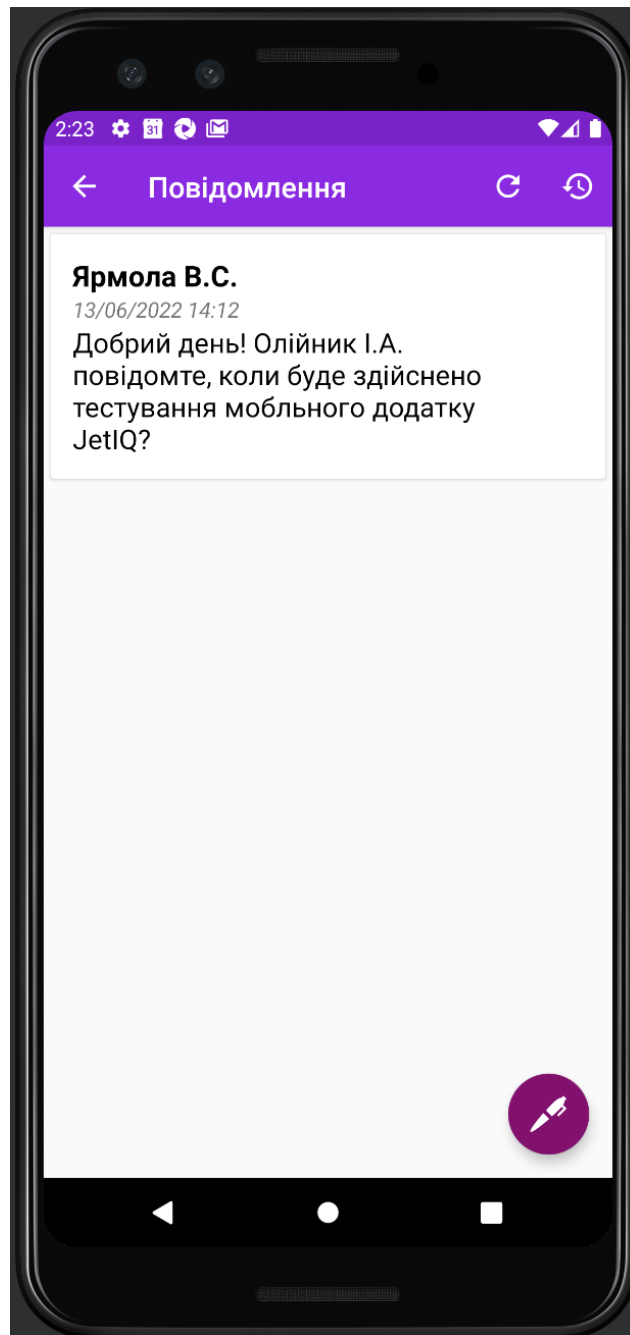 2:23
31
Повідомлення
Ярмола В.С.
13/06/2022 14:12
Добрий день! Олійник І.А.
повідомте, коли буде здійснено
тестування мобльного додатку
JetIQ?